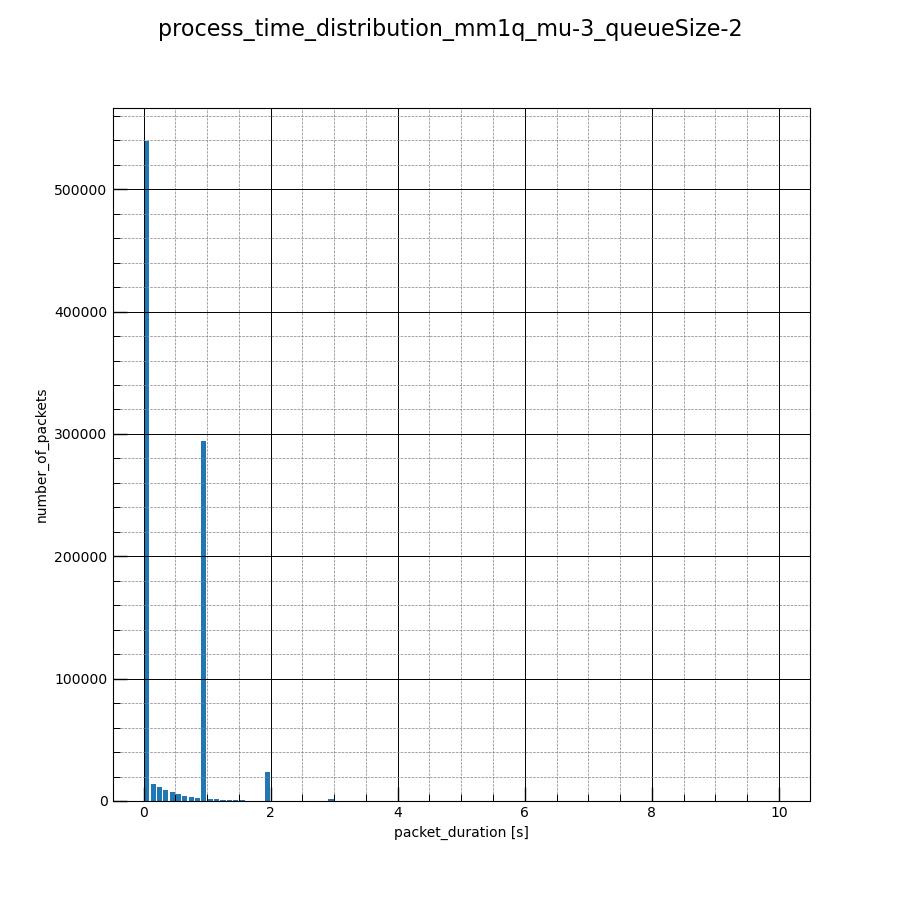 process_time_distribution_mm1q_mu-3_queueSize-2
500000
400000
300000
200000
100000
0
number_of_packets
0 2 4 6 8 10
packet_duration [s]